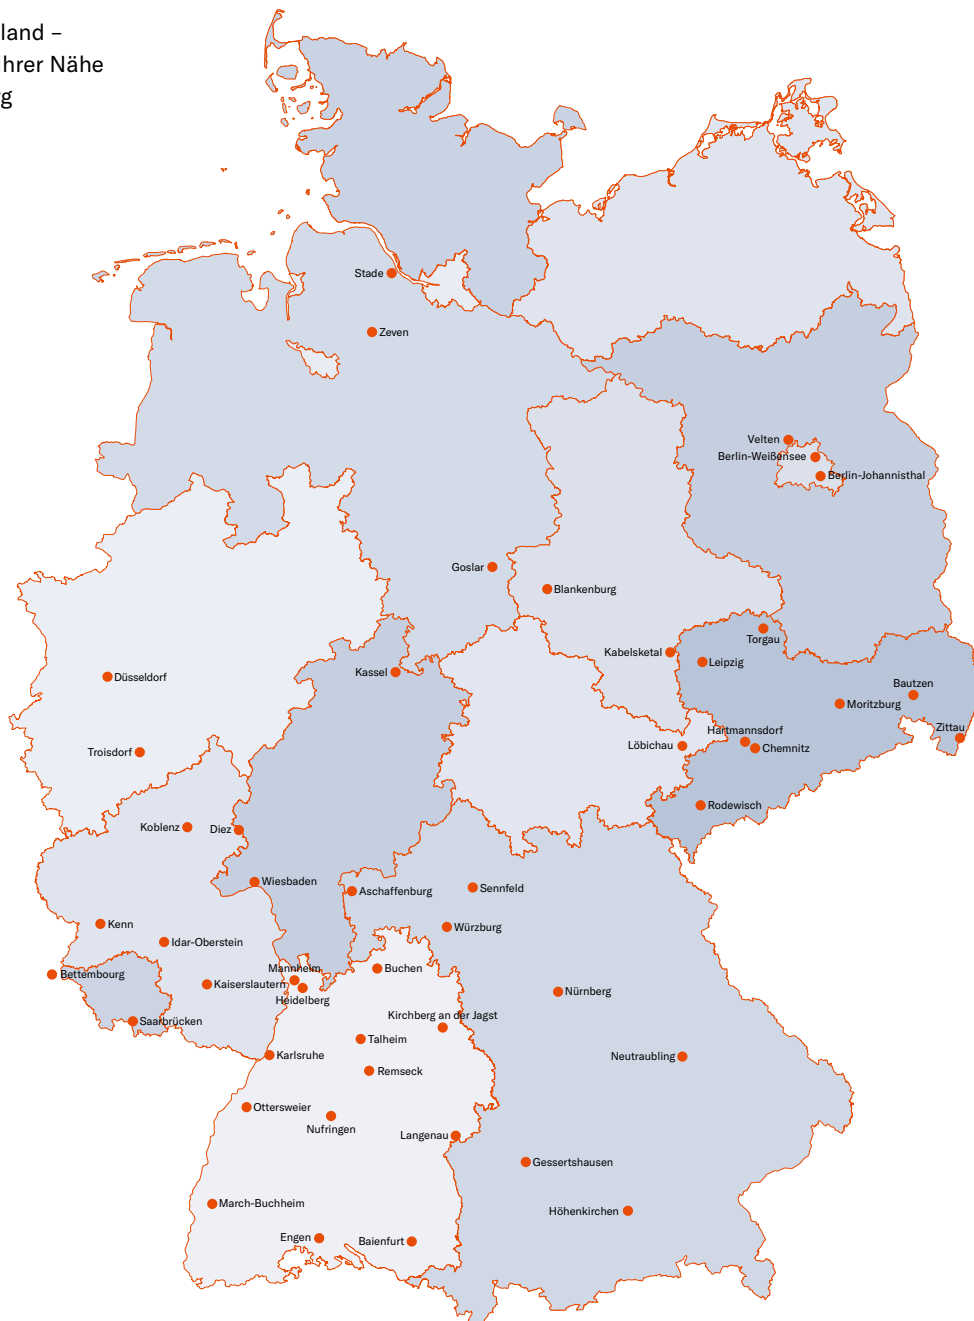 land –
ihrer Nähe
g
Stade
Zeven
Velten
Berlin-Weißensee
Berlin-Johannisthal
Goslar
Blankenburg
Torgau
Kabelsketal
Leipzig
Kassel
Düsseldorf
Bautzen
Moritzburg
Zittau
Hartmannsdorf
Löbichau
Chemnitz
Troisdorf
Rodewisch
Koblenz
Diez
Wiesbaden
Aschaffenburg
Sennfeld
Kenn
Würzburg
Idar-Oberstein
Mannheim
Buchen
Bettembourg
Kaiserslautern
Heidelberg
Nürnberg
Kirchberg an der Jagst
Saarbrücken
Talheim
Karlsruhe
Neutraubling
Remseck
Ottersweier
Nufringen
Langenau
Gessertshausen
March-Buchheim
Höhenkirchen
Engen
Baienfurt